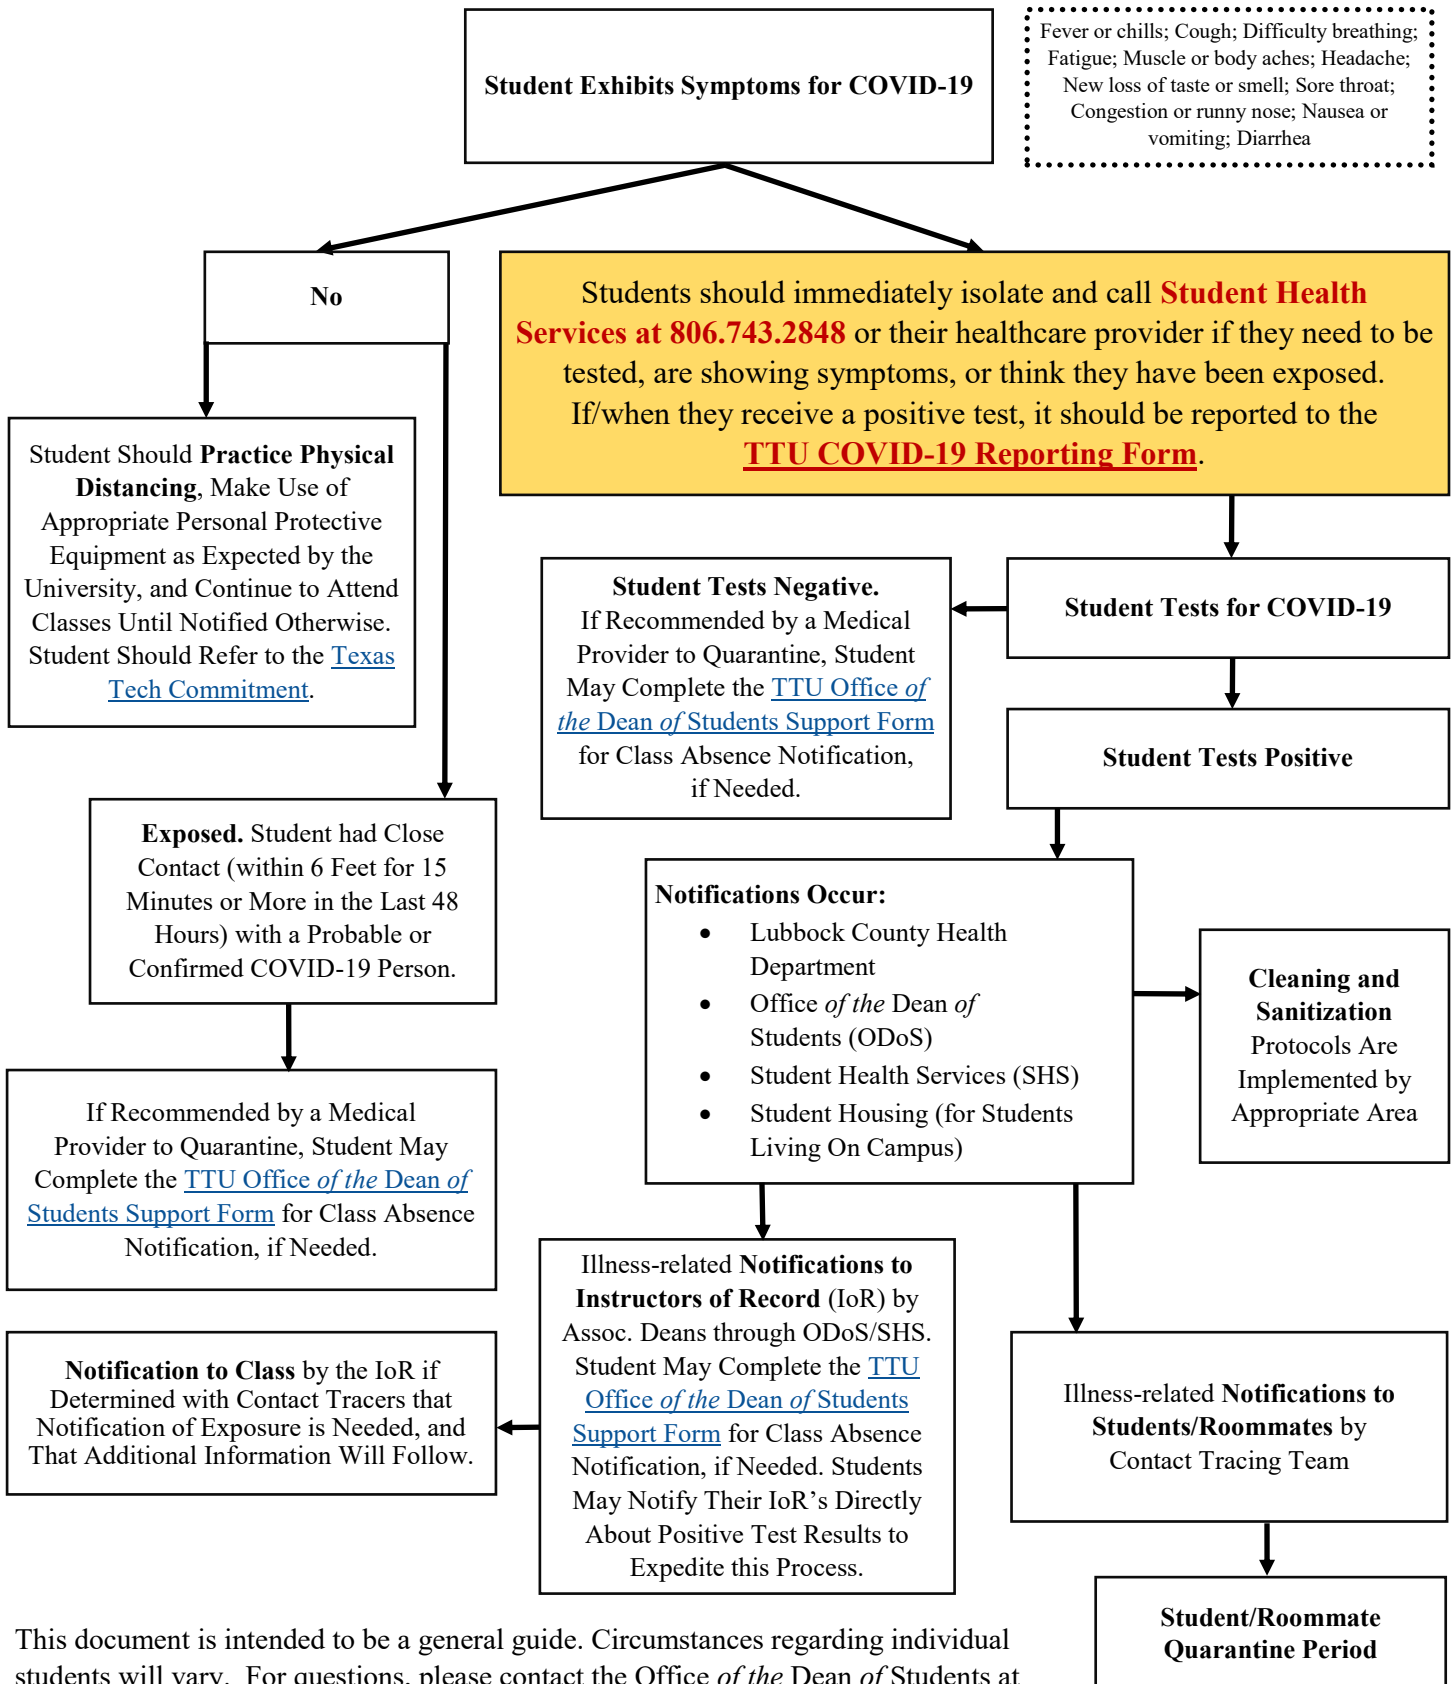 Student Exhibits Symptoms for COVID-19
Fever or chills; Cough; Difficulty breathing;
Fatigue; Muscle or body aches; Headache;
New loss of taste or smell; Sore throat;
Congestion or runny nose; Nausea or
vomiting; Diarrhea
No
Students should immediately isolate and call Student Health
Services at 806.743.2848 or their healthcare provider if they need to be
tested, are showing symptoms, or think they have been exposed.
If/when they receive a positive test, it should be reported to the
TTU COVID-19 Reporting Form.
Student Should Practice Physical
Distancing, Make Use of
Appropriate Personal Protective
Equipment as Expected by the
University, and Continue to Attend
Classes Until Notified Otherwise.
Student Should Refer to the Texas
Tech Commitment.
Student Tests Negative.
If Recommended by a Medical
Provider to Quarantine, Student
May Complete the TTU Office of
the Dean of Students Support Form
for Class Absence Notification,
if Needed.
Student Tests for COVID-19
Student Tests Positive
Exposed. Student had Close
Contact (within 6 Feet for 15
Minutes or More in the Last 48
Hours) with a Probable or
Confirmed COVID-19 Person.
Notifications Occur:
• Lubbock County Health
Department
• Office of the Dean of
Students (ODoS)
• Student Health Services (SHS)
• Student Housing (for Students
Living On Campus)
Cleaning and
Sanitization
Protocols Are
Implemented by
Appropriate Area
If Recommended by a Medical
Provider to Quarantine, Student May
Complete the TTU Office of the Dean of
Students Support Form for Class Absence
Notification, if Needed.
Illness-related Notifications to
Instructors of Record (IoR) by
Assoc. Deans through ODoS/SHS.
Student May Complete the TTU
Office of the Dean of Students
Support Form for Class Absence
Notification, if Needed. Students
May Notify Their IoR’s Directly
About Positive Test Results to
Expedite this Process.
Notification to Class by the IoR if
Determined with Contact Tracers that
Notification of Exposure is Needed, and
That Additional Information Will Follow.
Illness-related Notifications to
Students/Roommates by
Contact Tracing Team
Student/Roommate
Quarantine Period
This document is intended to be a general guide. Circumstances regarding individual
students will vary. For questions, please contact the Office of the Dean of Students at